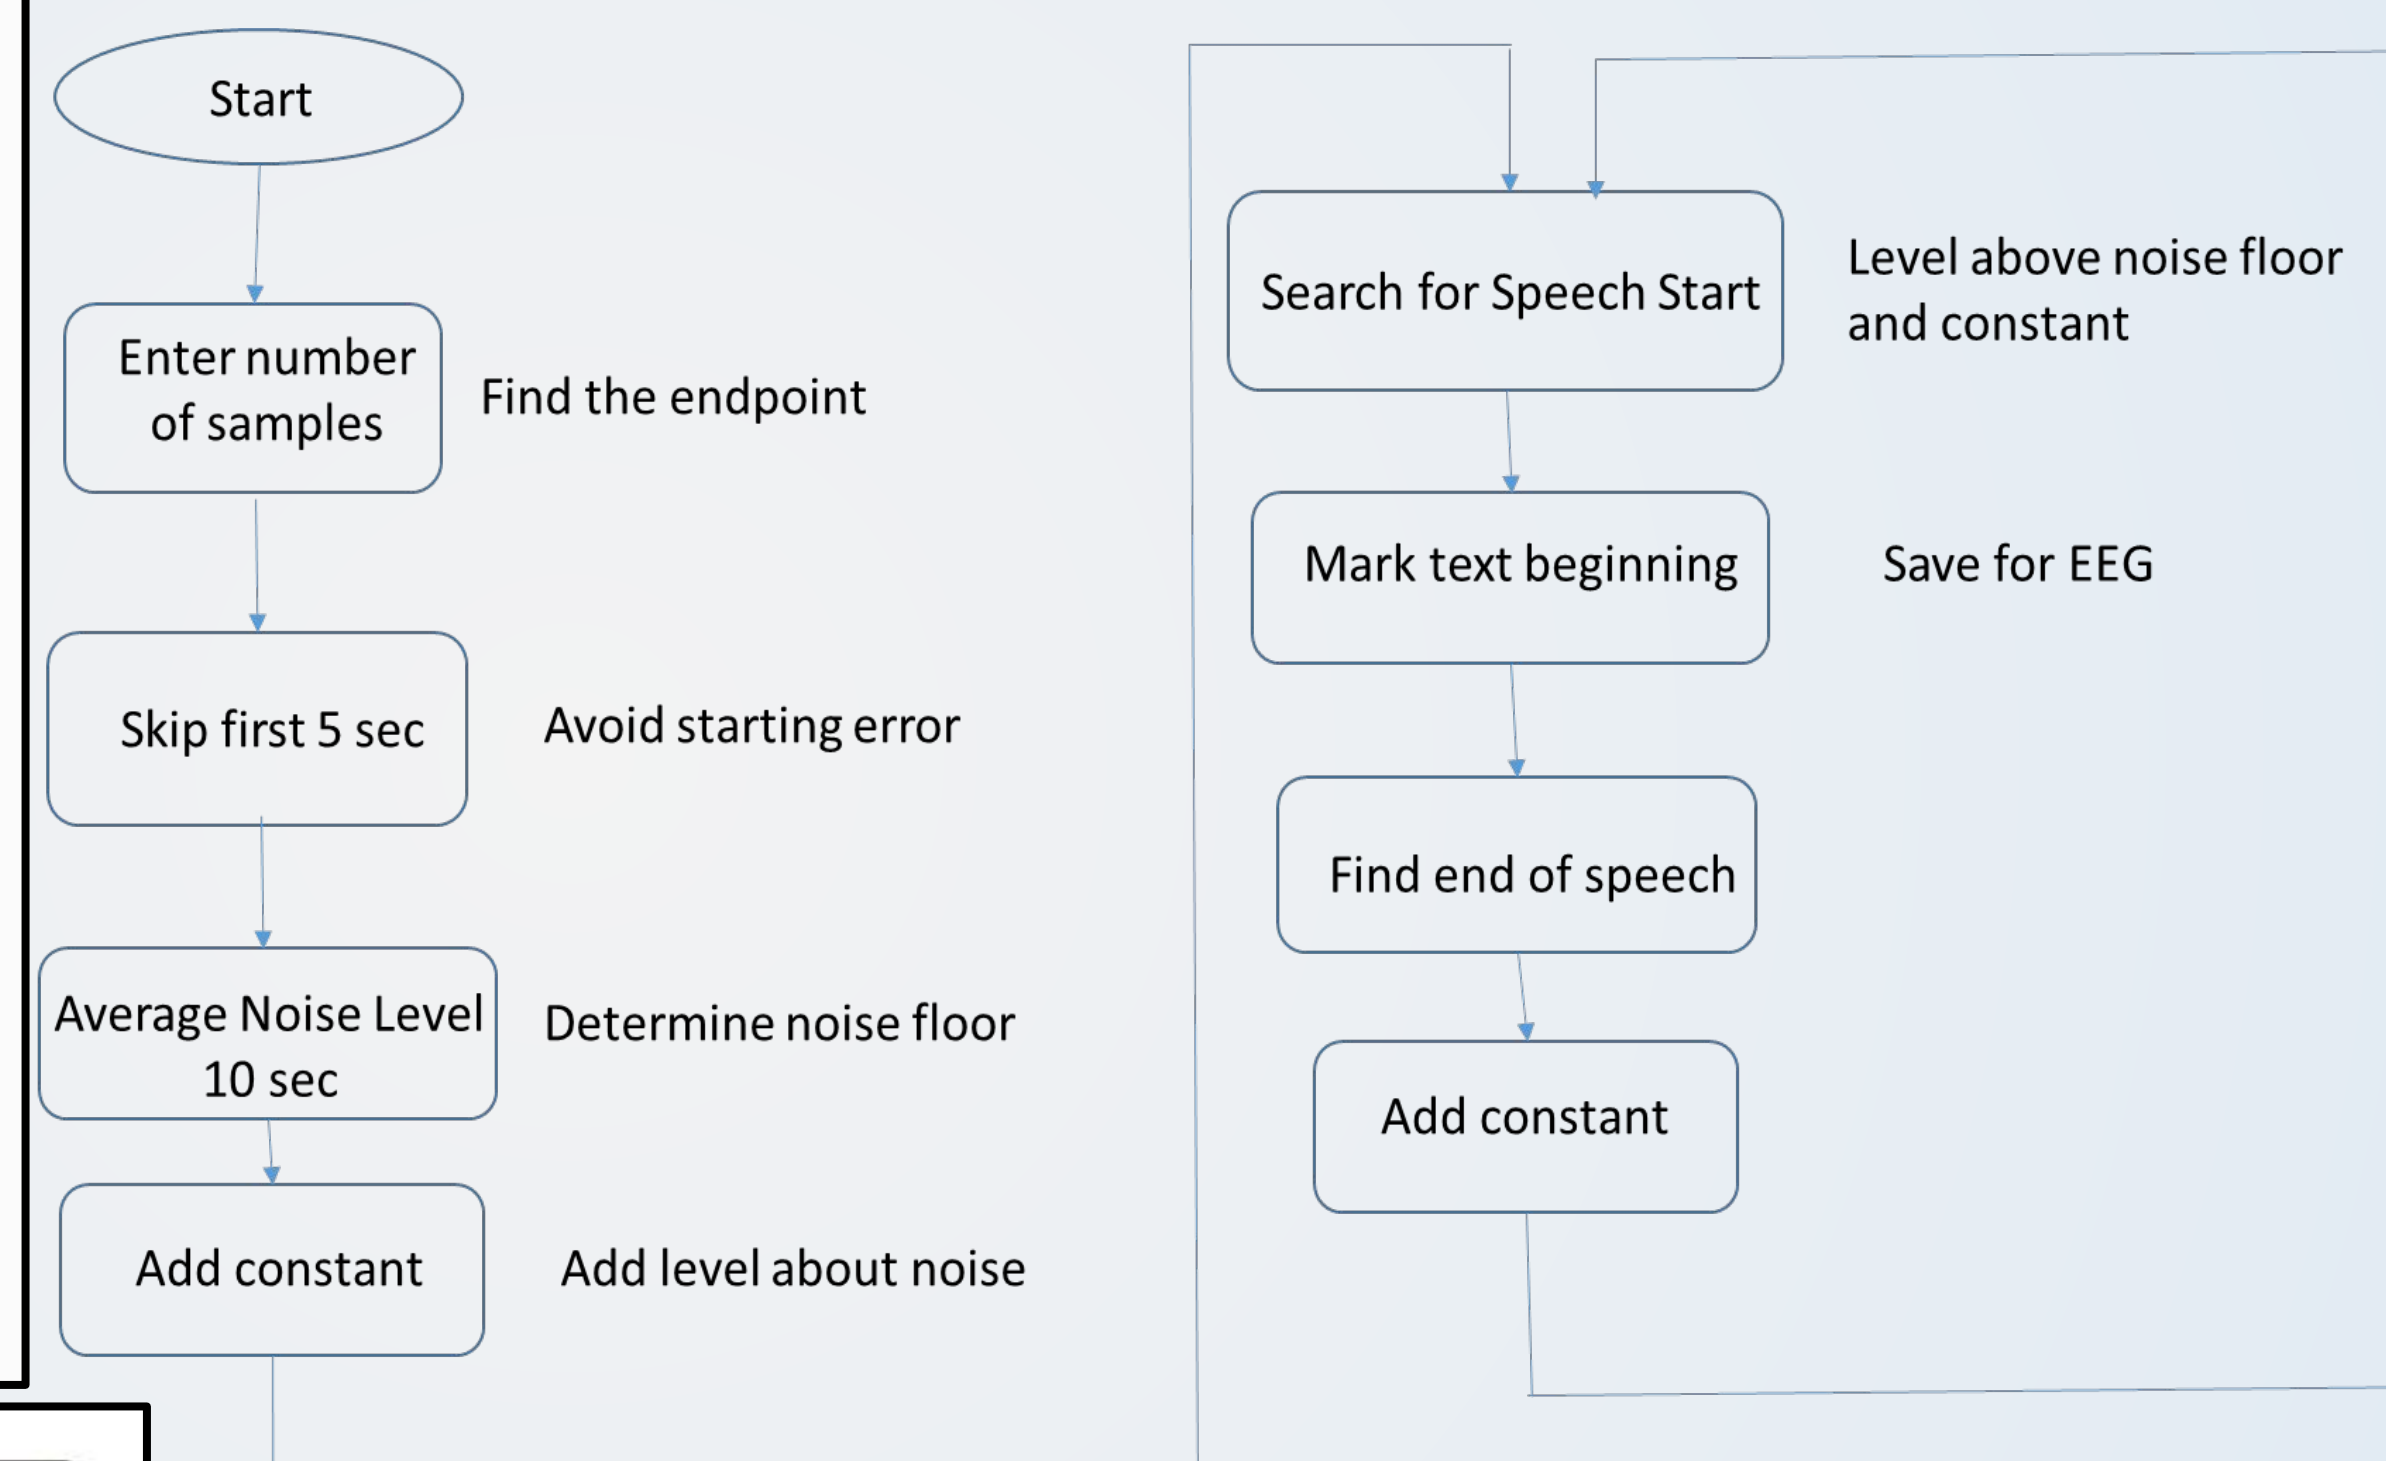 Start
Enter number
of samples
Find the endpoint
Skip first 5 sec
Avoid starting error
Average Noise Level
10 sec
Determine noise floor
Add constant
Add level about noise
Search for Speech Start
Level above noise floor
and constant
Mark text beginning
Save for EEG
Find end of speech
Add constant